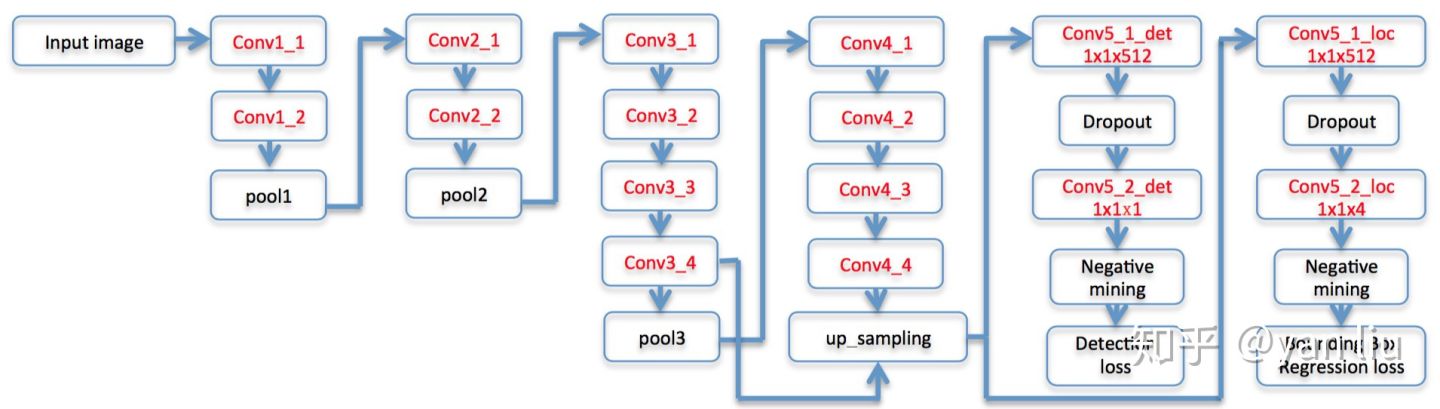 Input image
Conv1_1
Conv1_2
pool1
Conv2_1
Conv2_2
pool2
Conv3_1
Conv3_2
Conv3_3
Conv3_4
pool3
Conv4_1
Conv4_2
Conv4_3
Conv4_4
up_sampling
Conv5_1_det
1x1x512
Dropout
Conv5_2_det
1x1x1
Negative
mining
Detection
loss
Conv5_1_loc
1x1x512
Dropout
Conv5_2_loc
1x1x4
Negative
mining
Bounding Box
Regression loss
知乎 @yan liu